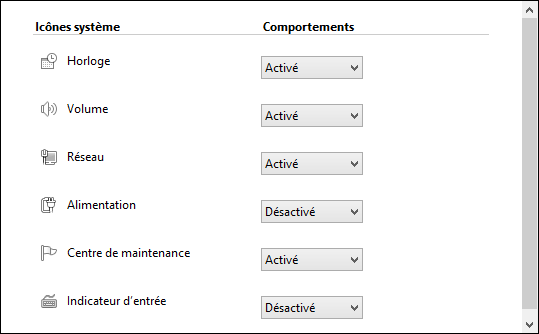 Icônes système Comportements
Horloge Activé
Volume Activé
Réseau Activé
Alimentation Désactivé
Centre de maintenance Activé
Indicateur d'entrée Désactivé